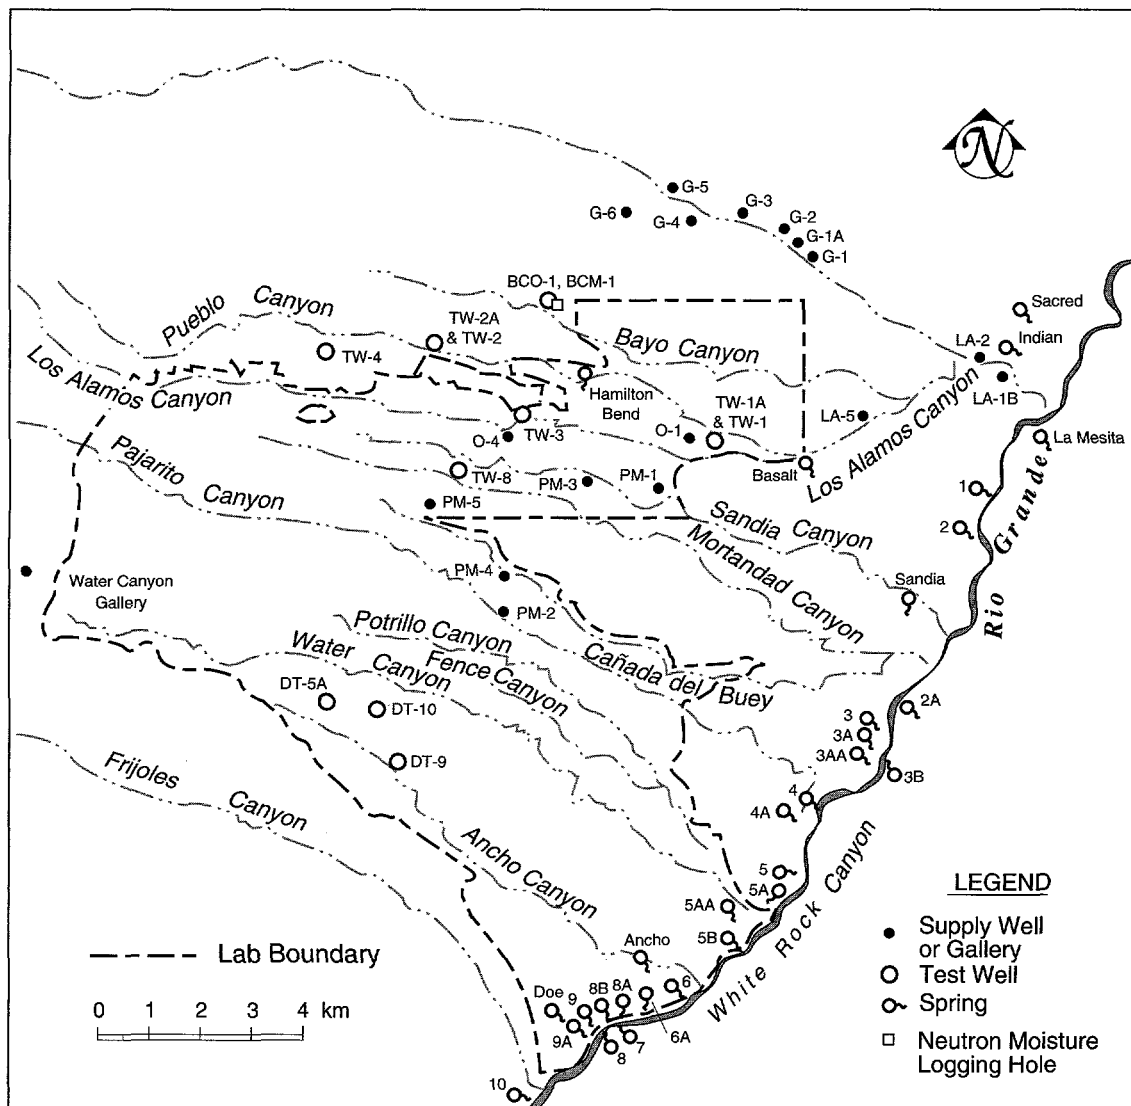 N
G-5
G-6
G-4
G-3
G-2
G-1A
G-1
BCO-1, BCM-1
Pueblo Canyon
TW-2A
& TW-2
TW-4
Sacred
Indian
LA-2
LA-1B
Bayo Canyon
Los Alamos Canyon
Hamilton
Bend
TW-1A
& TW-1
LA-5
Los Alamos Canyon
La Mesita
TW-3
O-4
O-1
Basalt
TW-8
PM-3
PM-1
PM-5
Pajarito Canyon
Sandia Canyon
Mortandad Canyon
1
2
Rio Grande
Water Canyon
Gallery
PM-4
PM-2
Sandia
Potrillo Canyon
Water Canyon
Fence Canyon
Cañada del Buey
DT-5A
DT-10
DT-9
2A
3
3A
3AA
3B
4
4A
Frijoles Canyon
Ancho Canyon
White Rock Canyon
5
5A
5AA
5B
Ancho
6
6A
Doe
9
8B
8A
9A
7
8
10
Lab Boundary
0 1 2 3 4 km
LEGEND
Supply Well
or Gallery
Test Well
Spring
Neutron Moisture
Logging Hole